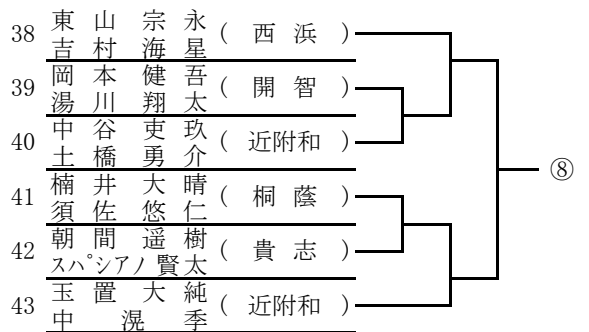 東 山 宗 永
38 ( 西 浜 )
吉 村 海 星
岡 本 健 吾
39 ( 開 智 )
湯 川 翔 太
中 谷 吏 玖
40 ( 近附和 )
土 橋 勇 介
⑧
楠 井 大 晴
41 ( 桐 蔭 )
須 佐 悠 仁
朝 間 遥 樹
42 ( 貴 志 )
スパシアノ 賢太
玉 置 大 純
43 ( 近附和 )
中 滉 季